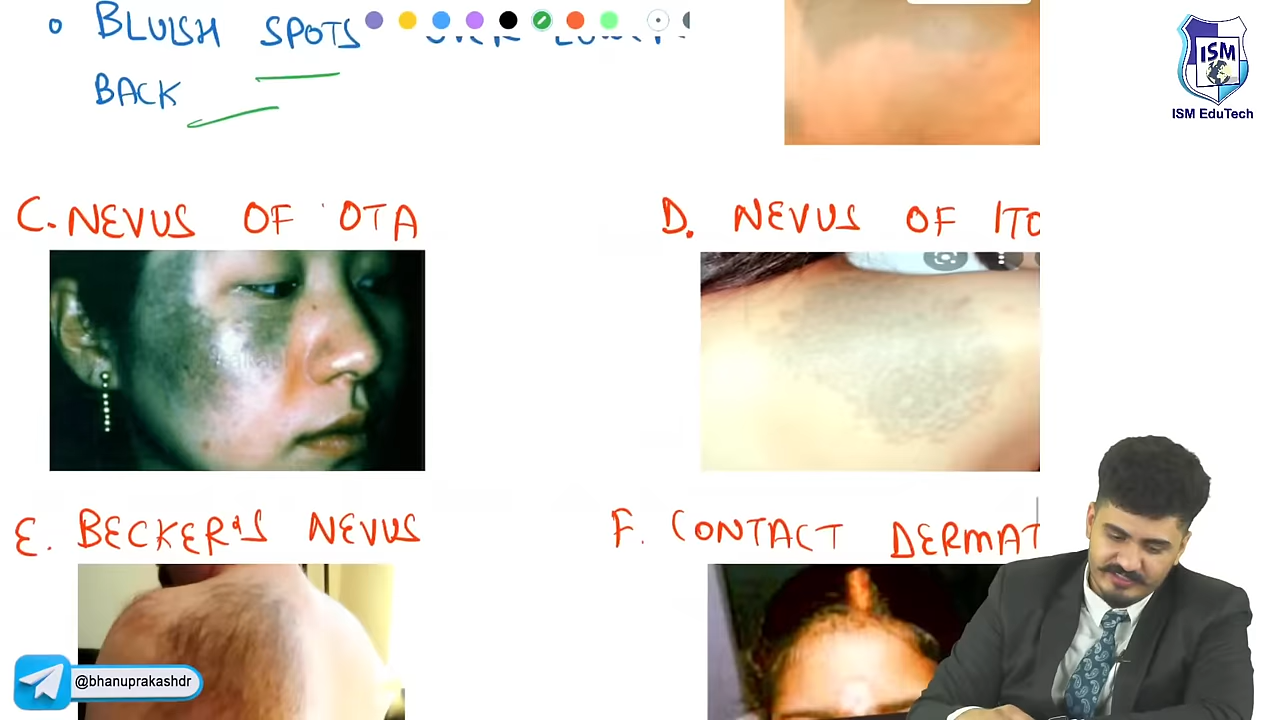 BLUISH SPOTS
BACK
ISM
ISM EduTech
C. NEVUS OF OTA
D. NEVUS OF ITO
E. BECKER'S NEVUS
F. CONTACT DERMAT
@bhanuprakashdr